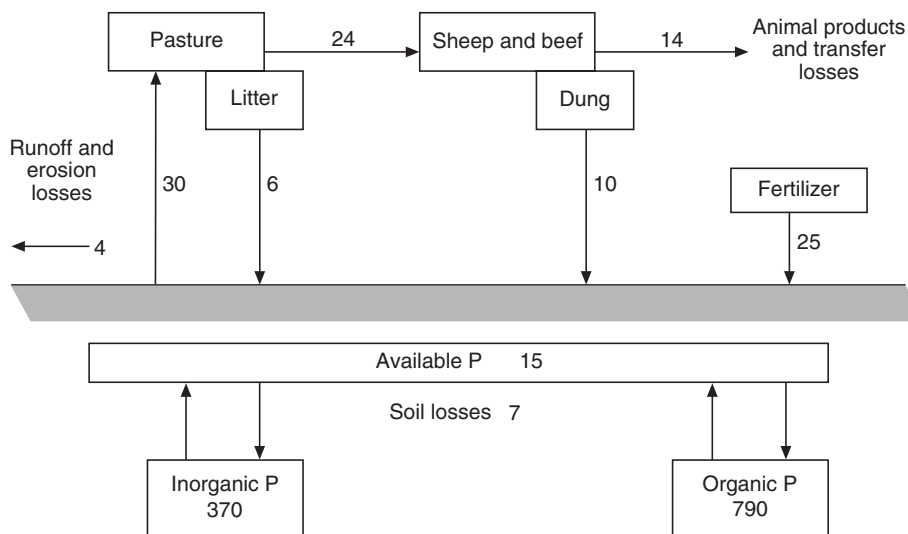 Pasture
24
Sheep and beef
14
Animal products
and transfer
losses
Litter
Dung
Runoff and
erosion
losses
30
6
10
Fertilizer
4
25
Available P 15
Soil losses 7
Inorganic P
370
Organic P
790